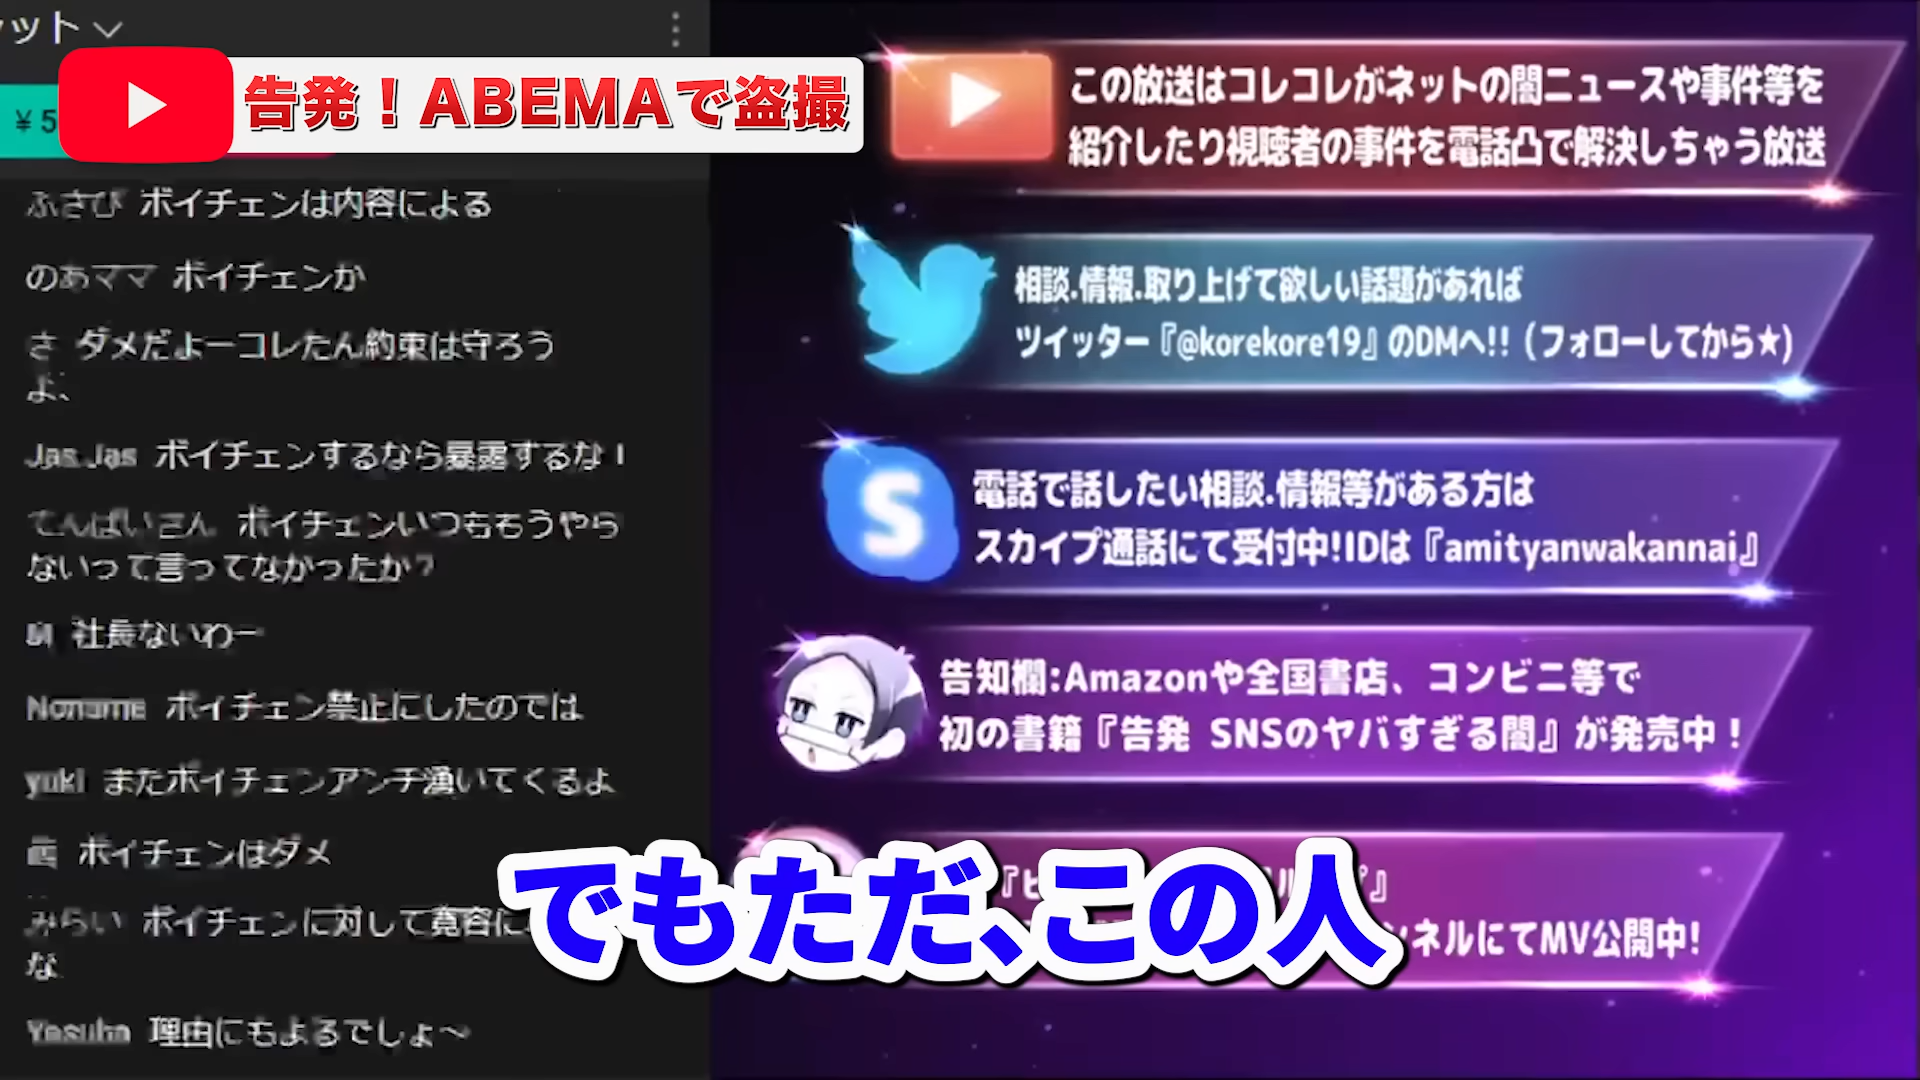 ット
¥5
告発！ABEMAで盗撮
ふさび ボイチェンは内容による
のあママ ボイチェンか
さ ダメだよーコレたん約束は守ろう
よ、
Jas Jas ボイチェンするなら暴露するな！
てんぱいさん ボイチェンいつももうやら
ないって言ってなかったか？
社長ないわー
Noname ボイチェン禁止にしたのでは
yuki またボイチェンアンチ湧いてくるよ
ボイチェンはダメ
みらい ボイチェンに対して寛容に
な
Yasuha 理由にもよるでしょ〜
この放送はコレコレがネットの闇ニュースや事件等を
紹介したり視聴者の事件を電話凸で解決しちゃう放送
相談.情報.取り上げて欲しい話題があれば
ツイッター『@korekore19』のDMへ!!（フォローしてから★）
電話で話したい相談.情報等がある方は
スカイプ通話にて受付中!IDは『amityanwakannai』
告知欄:Amazonや全国書店、コンビニ等で
初の書籍『告発 SNSのヤバすぎる闇』が発売中！
ンネルにてMV公開中!
でもただ、この人